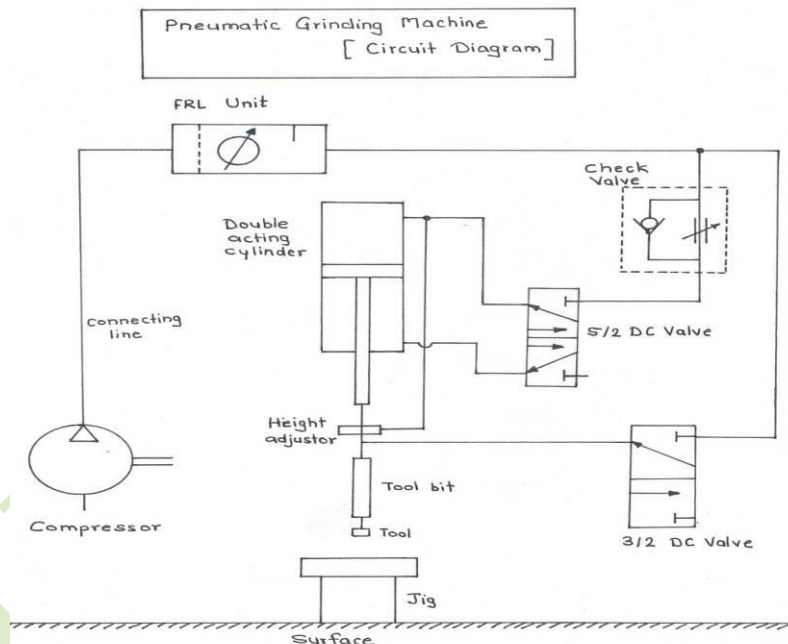 Pneumatic Grinding Machine
[ Circuit Diagram ]
FRL Unit
Check
Valve
Double
acting
cylinder
connecting
line
5/2 DC Valve
Height
adjustor
Tool bit
Tool
Compressor
3/2 DC Valve
Jig
Surface